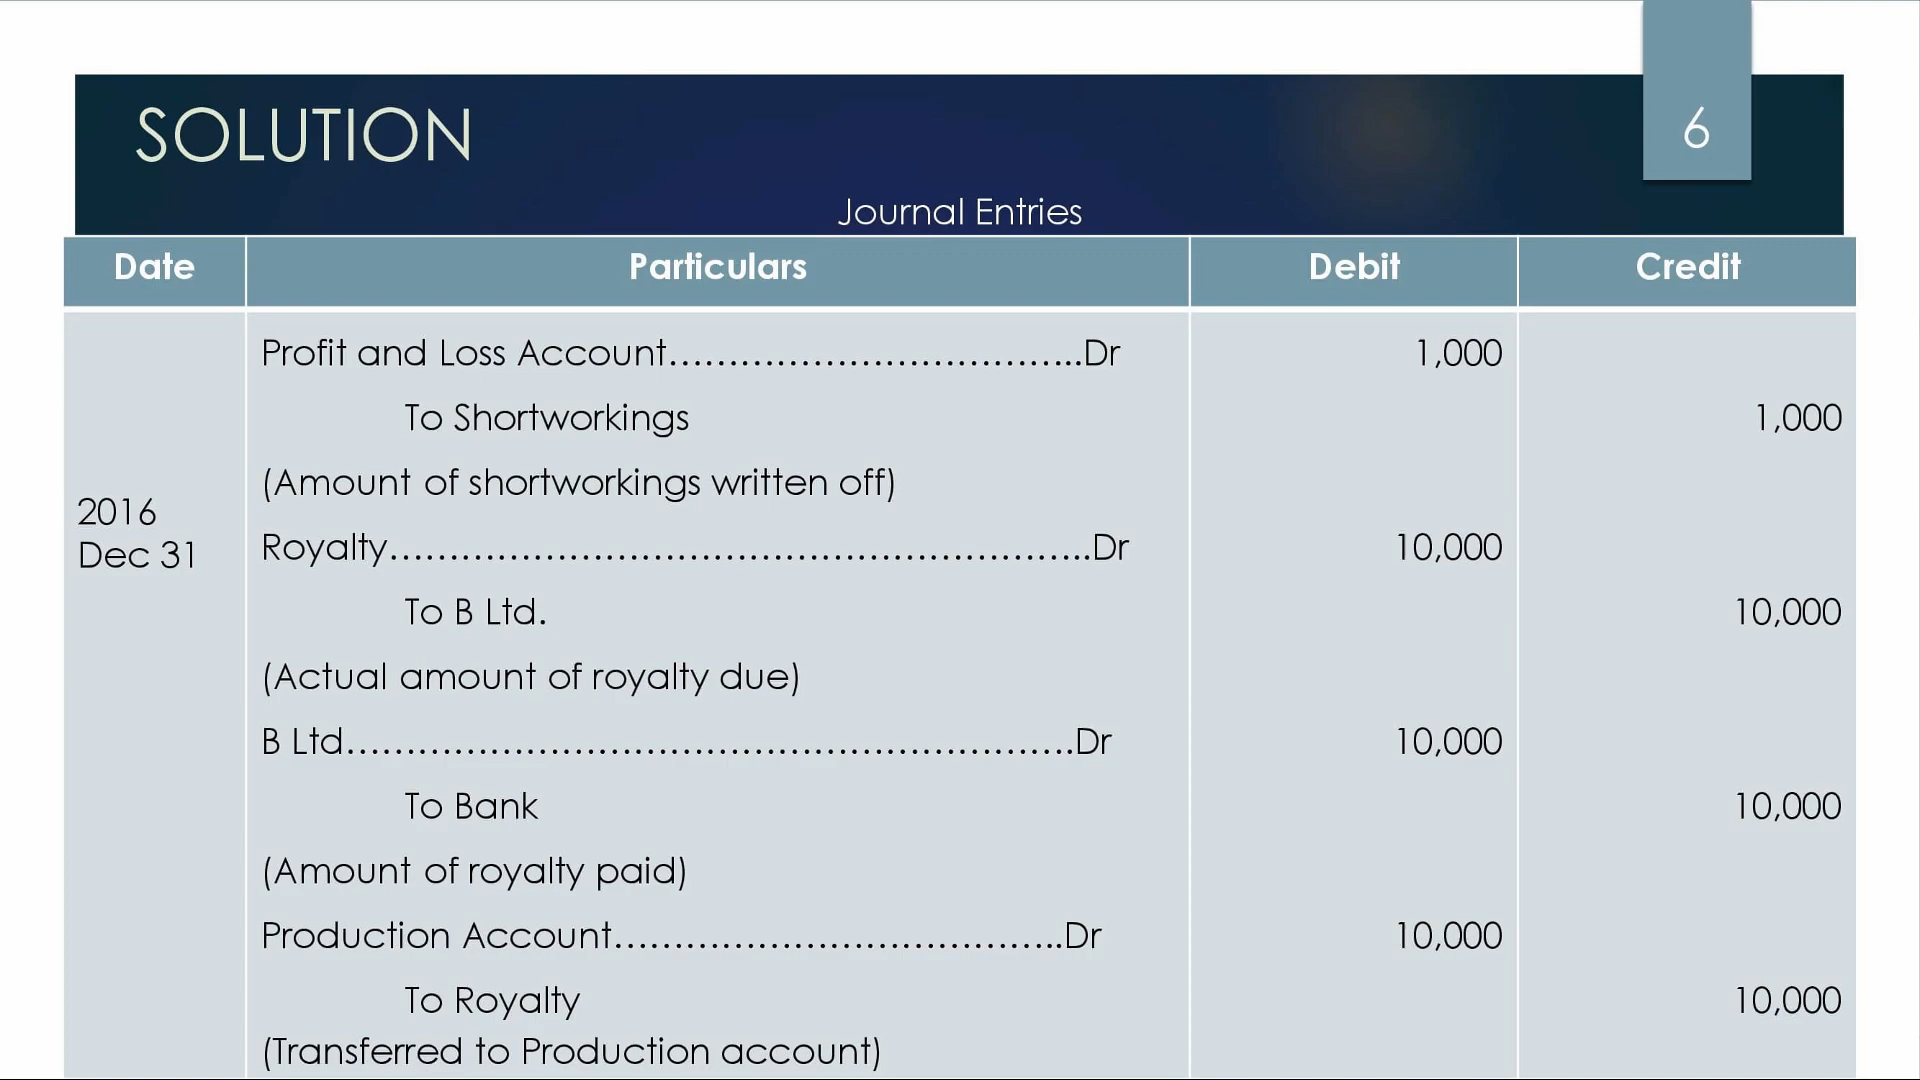 6
SOLUTION
Journal Entries
Date Particulars Debit Credit
Profit and Loss Account……………………………..Dr 1,000
To Shortworkings 1,000
(Amount of shortworkings written off)
2016
Dec 31
Royalty…………………………………………………..Dr 10,000
To B Ltd. 10,000
(Actual amount of royalty due)
B Ltd…………………………………………………….Dr 10,000
To Bank 10,000
(Amount of royalty paid)
Production Account………………………………..Dr 10,000
To Royalty 10,000
(Transferred to Production account)